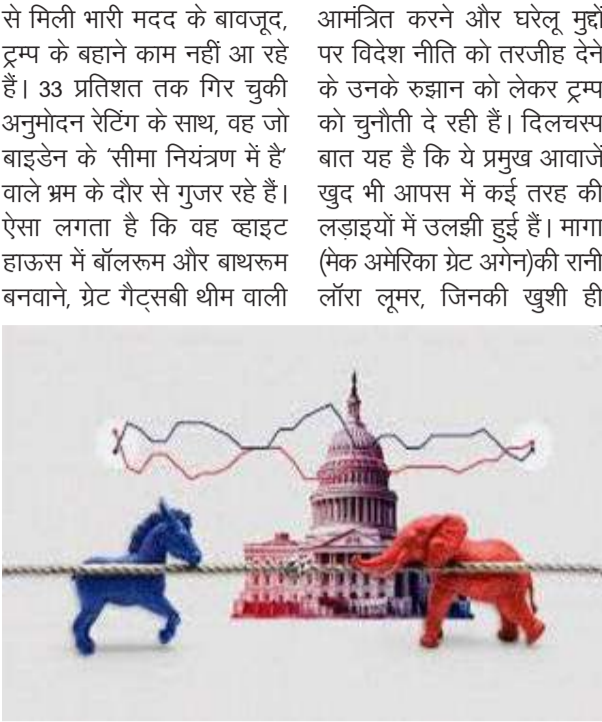 से मिली भारी मदद के बावजूद,
ट्रम्प के बहाने काम नहीं आ रहे
हैं। 33 प्रतिशत तक गिर चुकी
अनुमोदन रेटिंग के साथ, वह जो
बाइडेन के ‘सीमा नियंत्रण में है’
वाले भ्रम के दौर से गुजर रहे हैं।
ऐसा लगता है कि वह व्हाइट
हाऊस में बॉलरूम और बाथरूम
बनवाने, ग्रेट गैट्सबी थीम वाली
आमंत्रित करने और घरेलू मुद्दों
पर विदेश नीति को तरजीह देने
के उनके रुझान को लेकर ट्रम्प
को चुनौती दे रही हैं। दिलचस्प
बात यह है कि ये प्रमुख आवाजें
खुद भी आपस में कई तरह की
लड़ाइयों में उलझी हुई हैं। मागा
(मेक अमेरिका ग्रेट अगेन)की रानी
लॉरा लूमर, जिनकी खुशी ही